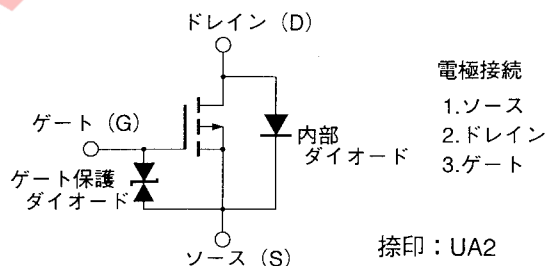 ドレイン (D)
電極接続
1.ソース
2.ドレイン
3.ゲート
ゲート (G)
内部
ダイオード
ゲート保護
ダイオード
ソース (S)
捺印：UA2